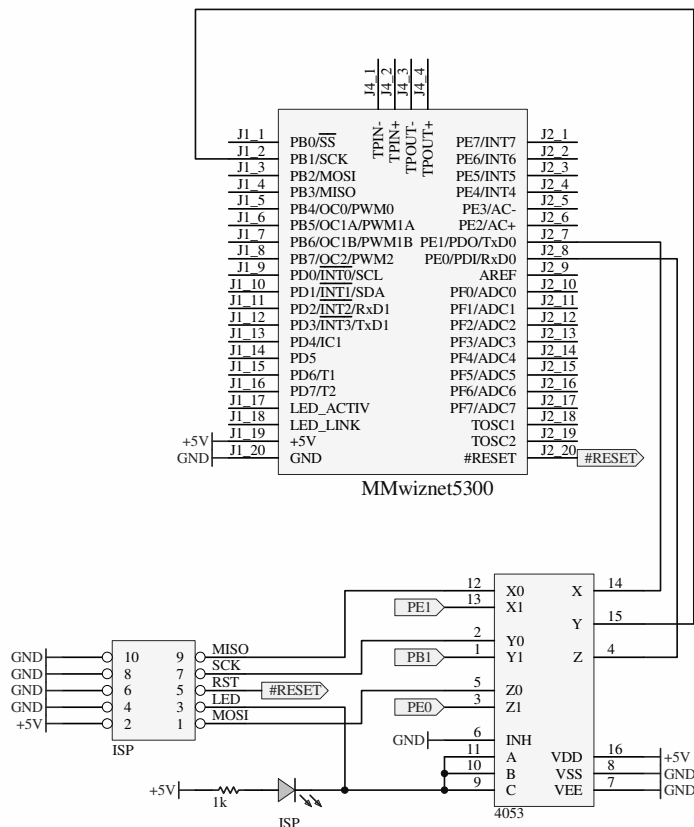 J4_1 J4_2 J4_3 J4_4
TPIN- TPIN+ TPOUT- TPOUT+
J1_1 PB0/SS PE7/INT7 J2_1
J1_2 PB1/SCK PE6/INT6 J2_2
J1_3 PB2/MOSI PE5/INT5 J2_3
J1_4 PB3/MISO PE4/INT4 J2_4
J1_5 PB4/OC0/PWM0 PE3/AC- J2_5
J1_6 PB5/OC1A/PWM1A PE2/AC+ J2_6
J1_7 PB6/OC1B/PWM1B PE1/PDO/TxD0 J2_7
J1_8 PB7/OC2/PWM2 PE0/PDI/RxD0 J2_8
J1_9 PD0/INT0/SCL AREF J2_9
J1_10 PD1/INT1/SDA PF0/ADC0 J2_10
J1_11 PD2/INT2/RxD1 PF1/ADC1 J2_11
J1_12 PD3/INT3/TxD1 PF2/ADC2 J2_12
J1_13 PD4/IC1 PF3/ADC3 J2_13
J1_14 PD5 PF4/ADC4 J2_14
J1_15 PD6/T1 PF5/ADC5 J2_15
J1_16 PD7/T2 PF6/ADC6 J2_16
J1_17 LED_ACTIV PF7/ADC7 J2_17
J1_18 LED_LINK TOSC1 J2_18
+5V J1_19 +5V TOSC2 J2_19
GND J1_20 GND #RESET J2_20 #RESET
MMwiznet5300
12 X0 X 14
PE1 13 X1
Y 15
2 Y0
PB1 1 Y1 Z 4
GND 10 9 MISO
GND 8 7 SCK
GND 6 5 RST #RESET
GND 4 3 LED
+5V 2 1 MOSI
ISP
5 Z0
PE0 3 Z1
GND 6 INH
11 A VDD 16 +5V
10 B VSS 8 GND
9 C VEE 7 GND
4053
+5V 1k ISP